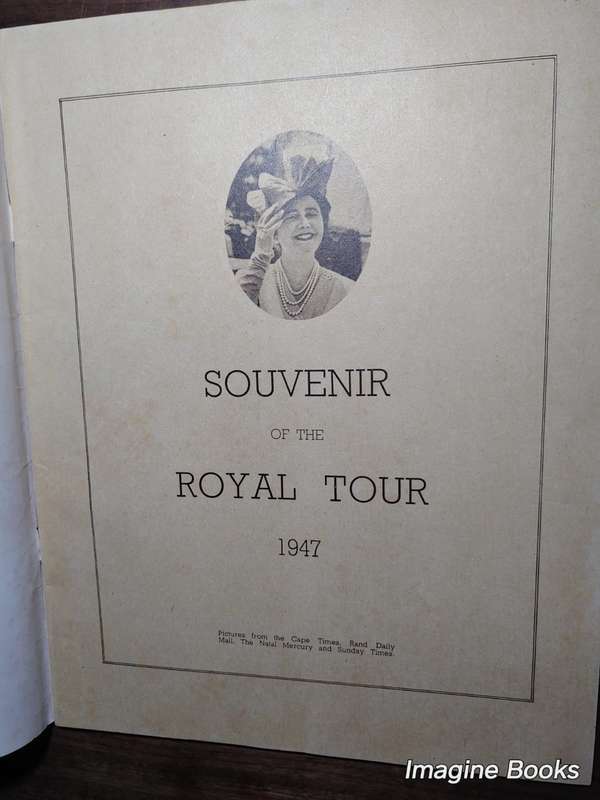 SOUVENIR
OF THE
ROYAL TOUR
1947
Pictures from the Cape Times, Rand Daily
Mail, The Natal Mercury and Sunday Times.
Imagine Books